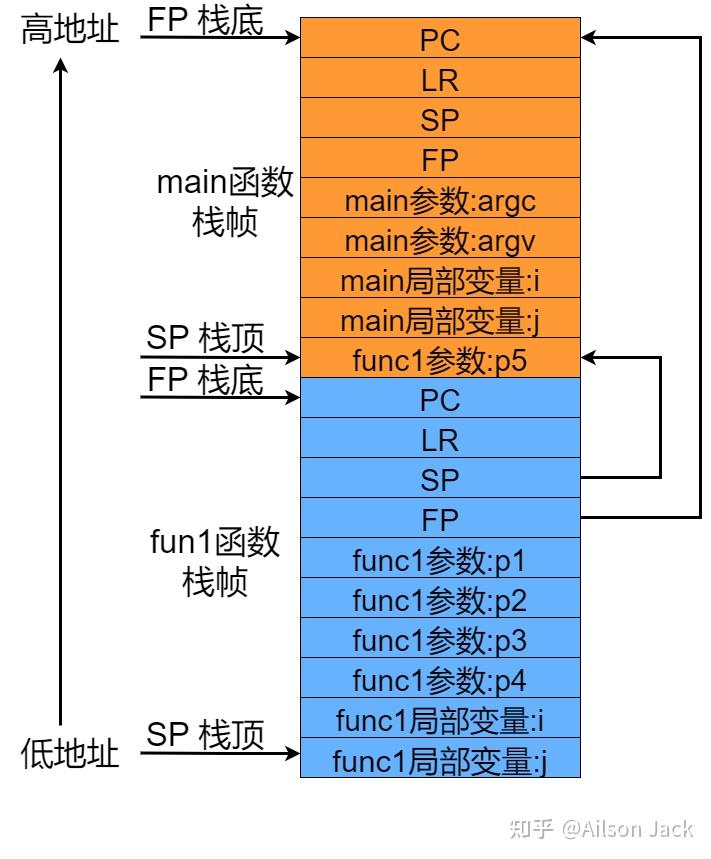 高地址
FP 栈底
PC
LR
SP
FP
main函数
栈帧
main参数:argc
main参数:argv
main局部变量:i
main局部变量:j
SP 栈顶
func1参数:p5
FP 栈底
PC
LR
SP
FP
fun1函数
栈帧
func1参数:p1
func1参数:p2
func1参数:p3
func1参数:p4
func1局部变量:i
低地址
SP 栈顶
func1局部变量:j
知乎 @Ailson Jack